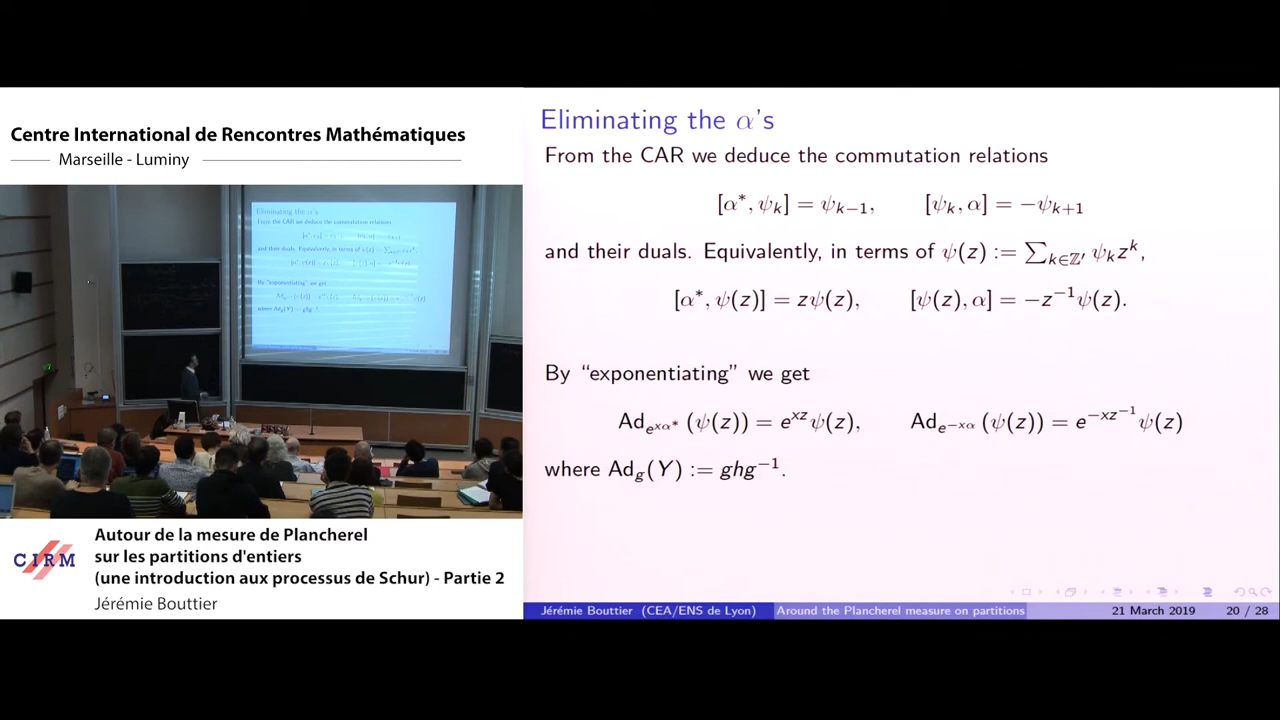 Centre International de Rencontres Mathématiques
Marseille - Luminy
Autour de la mesure de Plancherel
sur les partitions d'entiers
(une introduction aux processus de Schur) - Partie 2
Jérémie Bouttier
CIRM
Eliminating the α's
From the CAR we deduce the commutation relations
[α*, ψ_k] = ψ_{k−1}, [ψ_k, α] = −ψ_{k+1}
and their duals. Equivalently, in terms of ψ(z) := ∑_{k∈ℤ′} ψ_k z^k,
[α*, ψ(z)] = zψ(z), [ψ(z), α] = −z^{−1}ψ(z).
By “exponentiating” we get
Ad_{e^{xα*}}(ψ(z)) = e^{xz}ψ(z), Ad_{e^{−xα}}(ψ(z)) = e^{−xz^{−1}}ψ(z)
where Ad_g(Y) := ghg^{−1}.
Jérémie Bouttier (CEA/ENS de Lyon) Around the Plancherel measure on partitions 21 March 2019 20 / 28